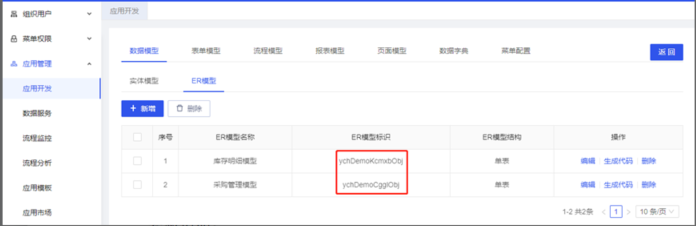 组织用户
菜单权限
应用管理
应用开发
数据服务
流程监控
流程分析
应用模板
应用市场
应用开发
数据模型 表单模型 流程模型 报表模型 页面模型 数据字典 菜单配置 返回
实体模型 ER模型
+ 新增 删除
序号 ER模型名称 ER模型标识 ER模型结构 操作
1 库存明细模型 ychDemoKcmxbObj 单表 编辑 生成代码 删除
2 采购管理模型 ychDemoCgglObj 单表 编辑 生成代码 删除
1-2 共2条 < 1 > 10 条/页